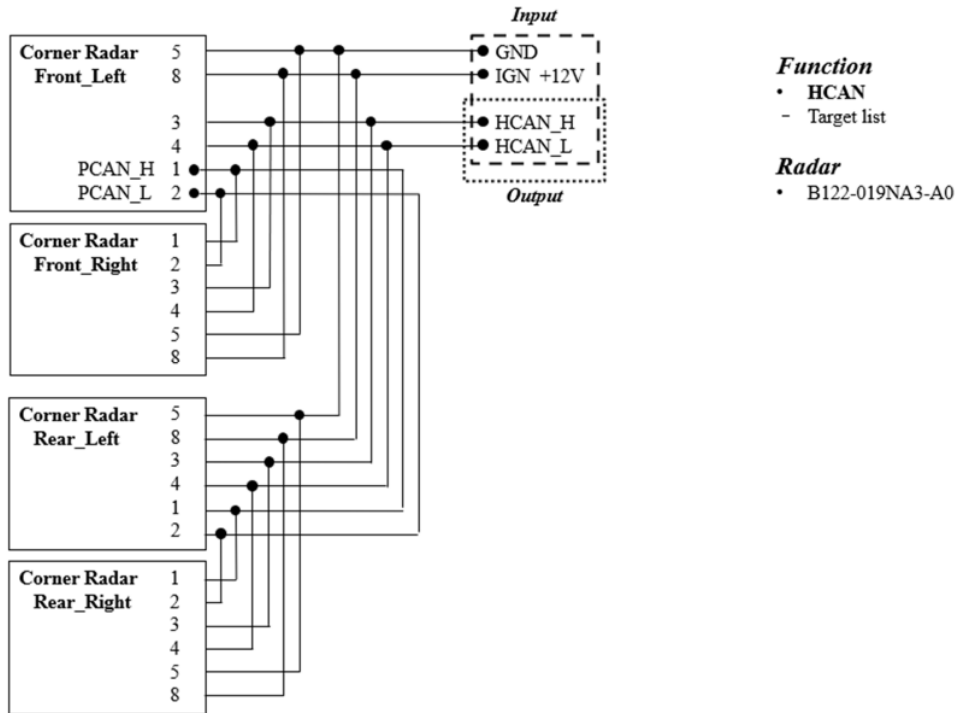 Input
Corner Radar 5
Front_Left 8
3
4
PCAN_H 1
PCAN_L 2
GND
IGN +12V
HCAN_H
HCAN_L
Output
Function
• HCAN
- Target list
Radar
• B122-019NA3-A0
Corner Radar 1
Front_Right 2
3
4
5
8
Corner Radar 5
Rear_Left 8
3
4
1
2
Corner Radar 1
Rear_Right 2
3
4
5
8